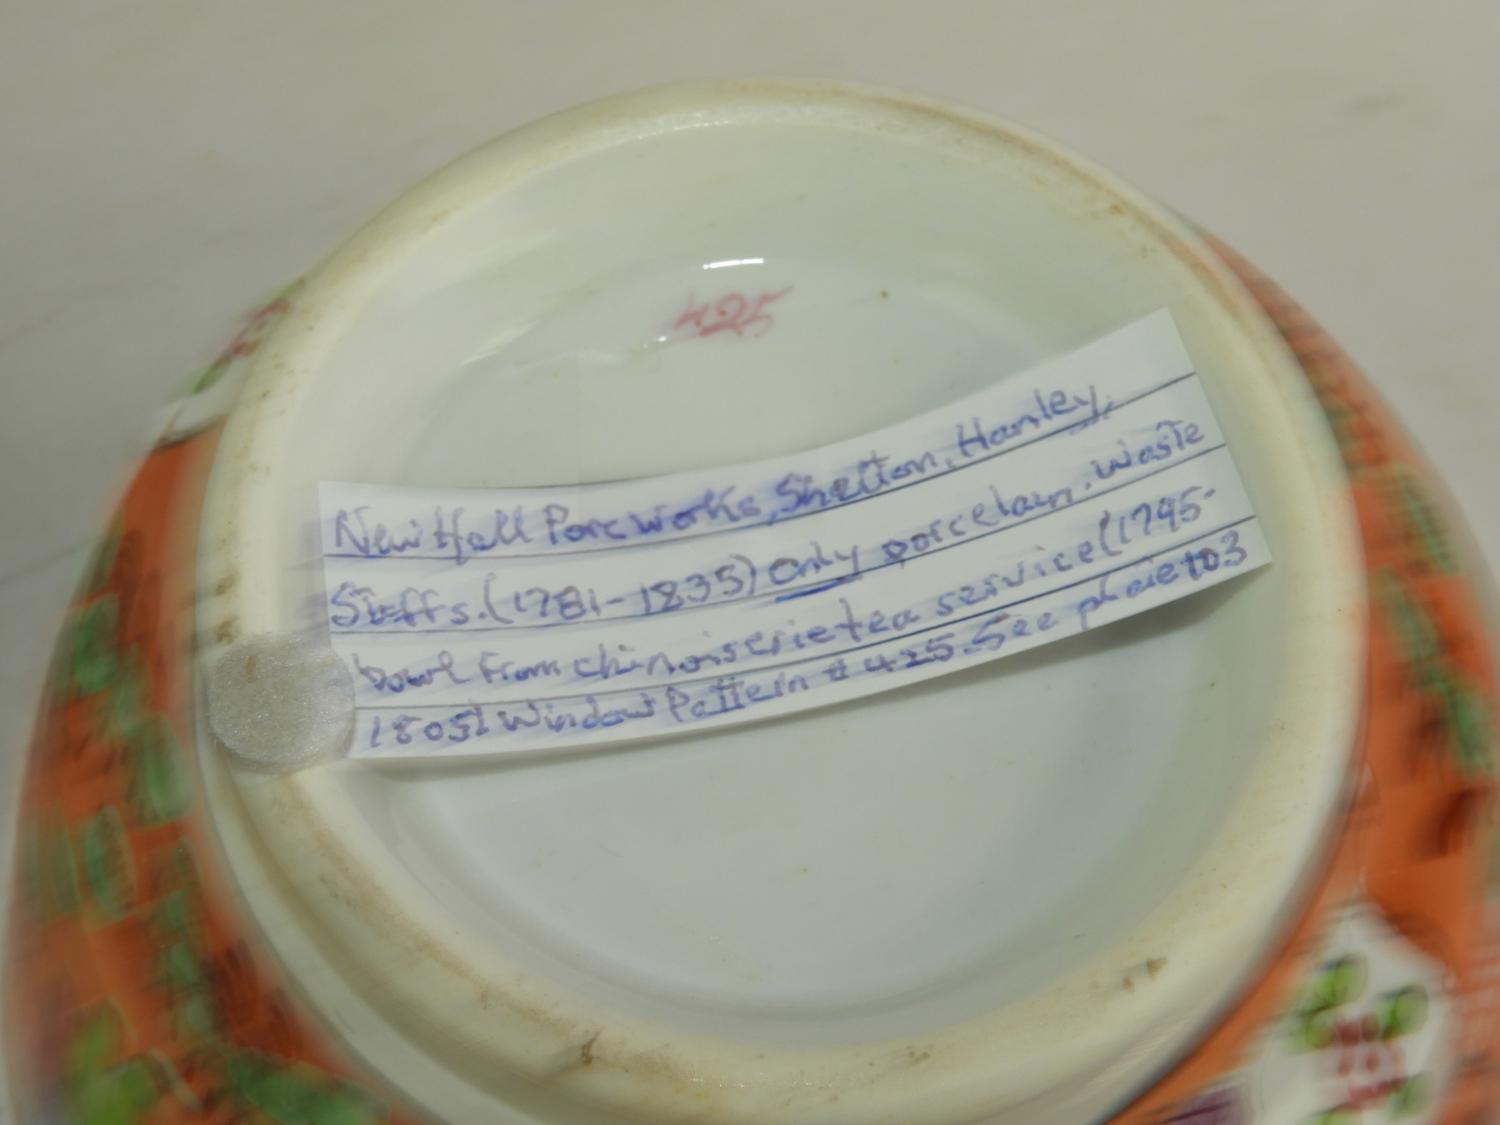 425
New Hall Porc works, Shelton, Hanley,
Staffs. (1781-1835) Only porcelain. Waste
bowl from chinoiserie tea service (1795-
1805) Window Pattern # 425. See plate 103